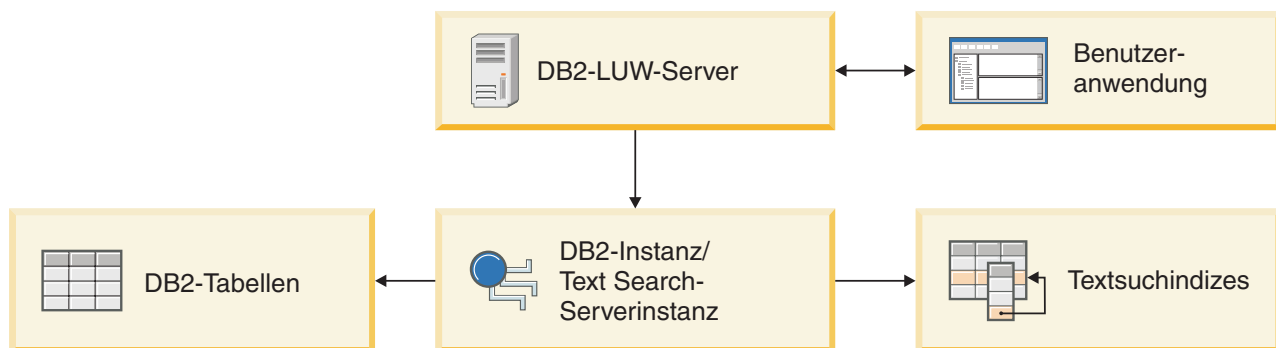 DB2-LUW-Server
Benutzer-
anwendung
DB2-Tabellen
DB2-Instanz/
Text Search-
Serverinstanz
Textsuchindizes